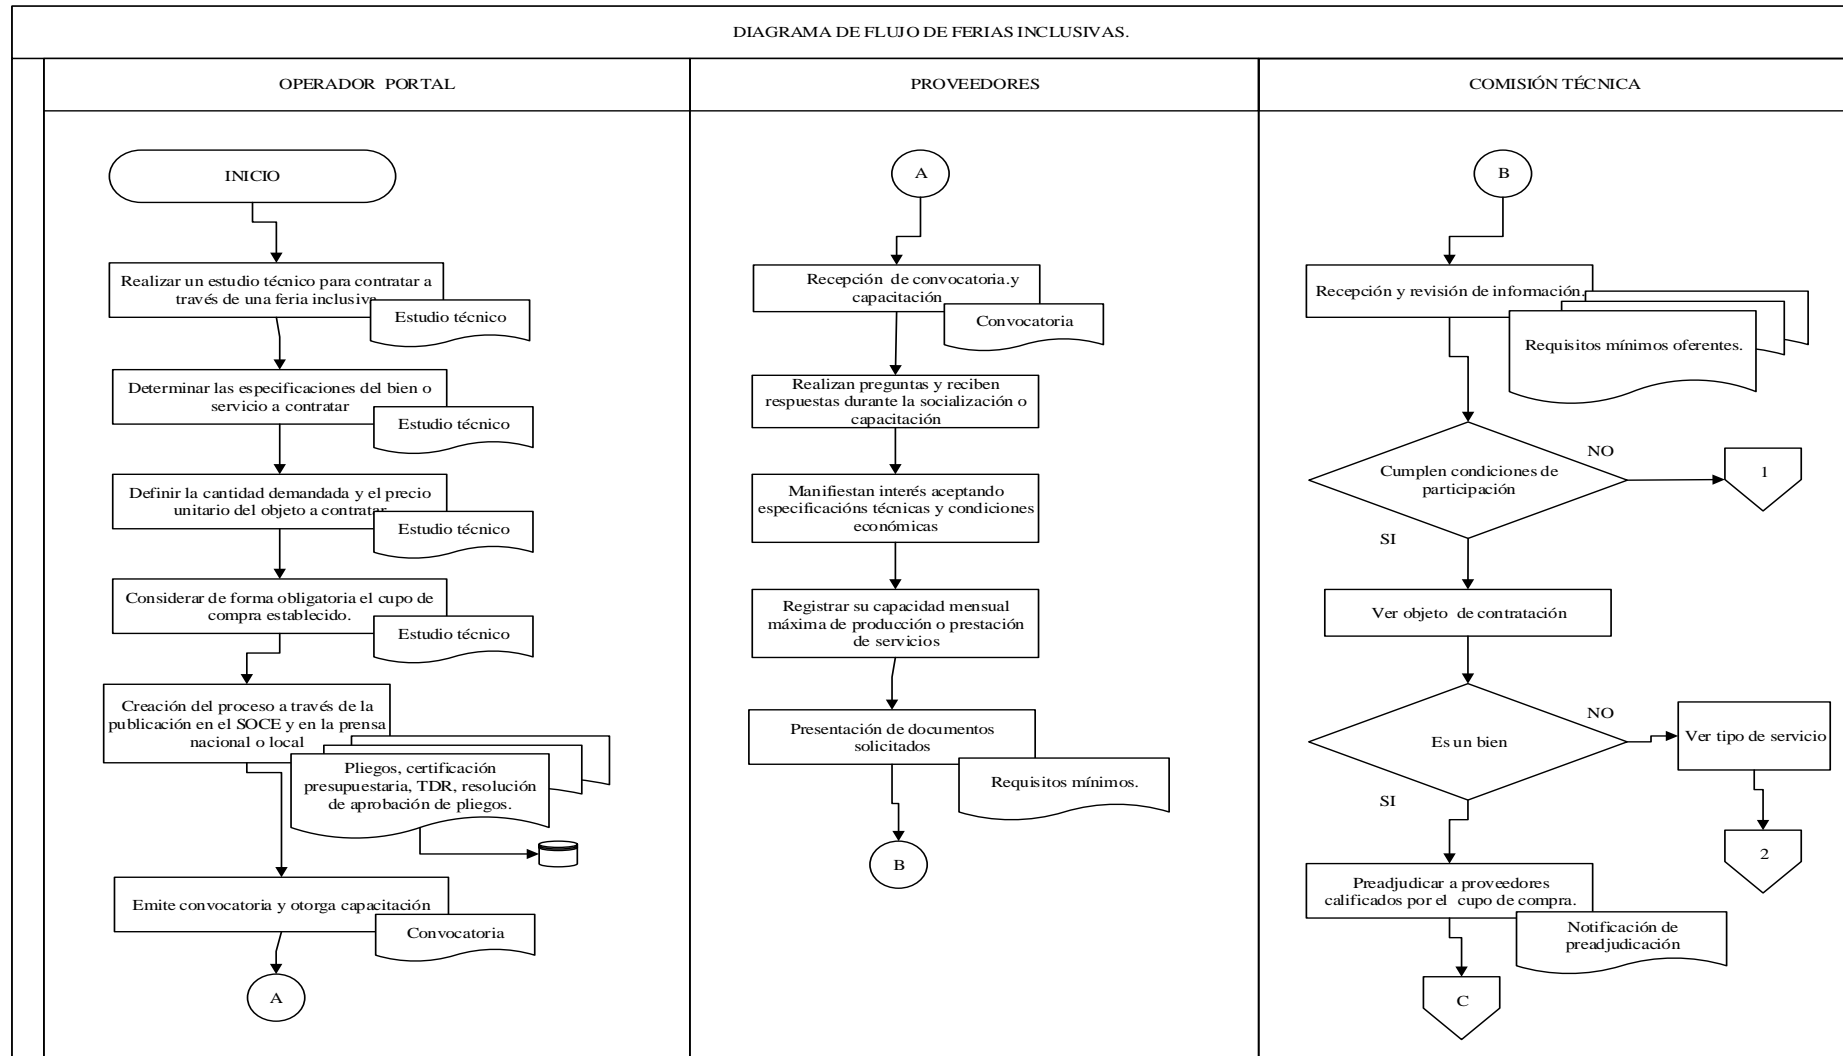 DIAGRAMA DE FLUJO DE FERIAS INCLUSIVAS.
OPERADOR PORTAL
INICIO
Realizar un estudio técnico para contratar a
través de una feria inclusiva
Estudio técnico
Determinar las especificaciones del bien o
servicio a contratar
Estudio técnico
Definir la cantidad demandada y el precio
unitario del objeto a contratar
Estudio técnico
Considerar de forma obligatoria el cupo de
compra establecido.
Estudio técnico
Creación del proceso a través de la
publicación en el SOCE y en la prensa
nacional o local
Pliegos, certificación
presupuestaria, TDR, resolución
de aprobación de pliegos.
Emite convocatoria y otorga capacitación
Convocatoria
A
PROVEEDORES
A
Recepción de convocatoria.y
capacitación
Convocatoria
Realizan preguntas y reciben
respuestas durante la socialización o
capacitación
Manifiestan interés aceptando
especificacións técnicas y condiciones
económicas
Registrar su capacidad mensual
máxima de producción o prestación
de servicios
Presentación de documentos
solicitados
Requisitos mínimos.
B
COMISIÓN TÉCNICA
B
Recepción y revisión de información.
Requisitos mínimos oferentes.
Cumplen condiciones de
participación
NO
1
SI
Ver objeto de contratación
Es un bien
NO
Ver tipo de servicio
2
SI
Preadjudicar a proveedores
calificados por el cupo de compra.
Notificación de
preadjudicación
C